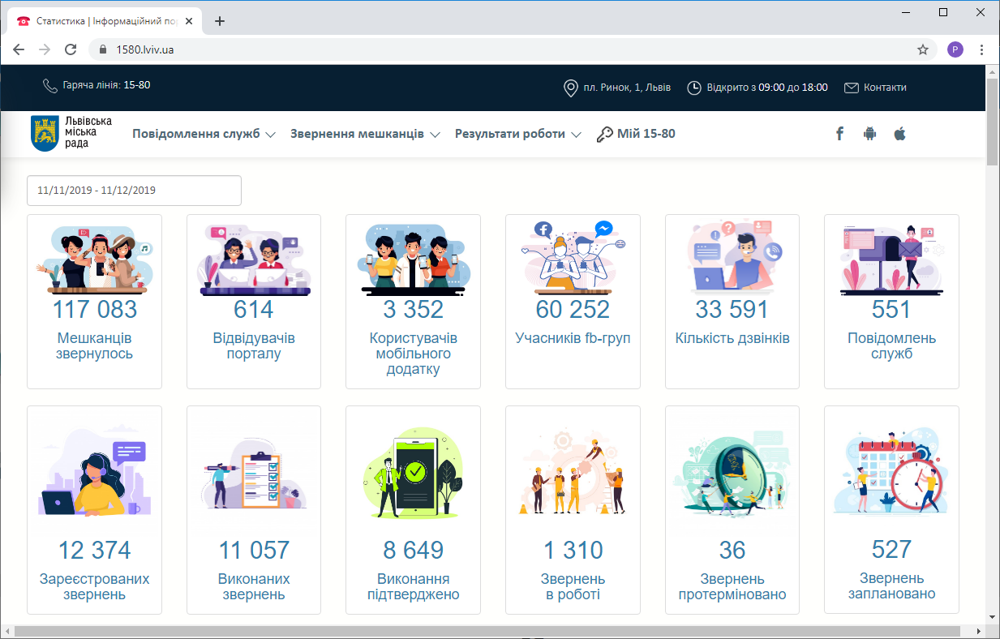 Статистика | Інформаційний пор
1580.lviv.ua
P
Гаряча лінія: 15-80
пл. Ринок, 1, Львів
Відкрито з 09:00 до 18:00
Контакти
Львівська
міська
рада
Повідомлення служб
Звернення мешканців
Результати роботи
Мій 15-80
11/11/2019 - 11/12/2019
117 083
Мешканців
звернулось
614
Відвідувачів
порталу
3 352
Користувачів
мобільного
додатку
60 252
Учасників fb-груп
33 591
Кількість дзвінків
551
Повідомлень
служб
12 374
Зареєстрованих
звернень
11 057
Виконаних
звернень
8 649
Виконання
підтверджено
1 310
Звернень
в роботі
36
Звернень
протерміновано
527
Звернень
заплановано